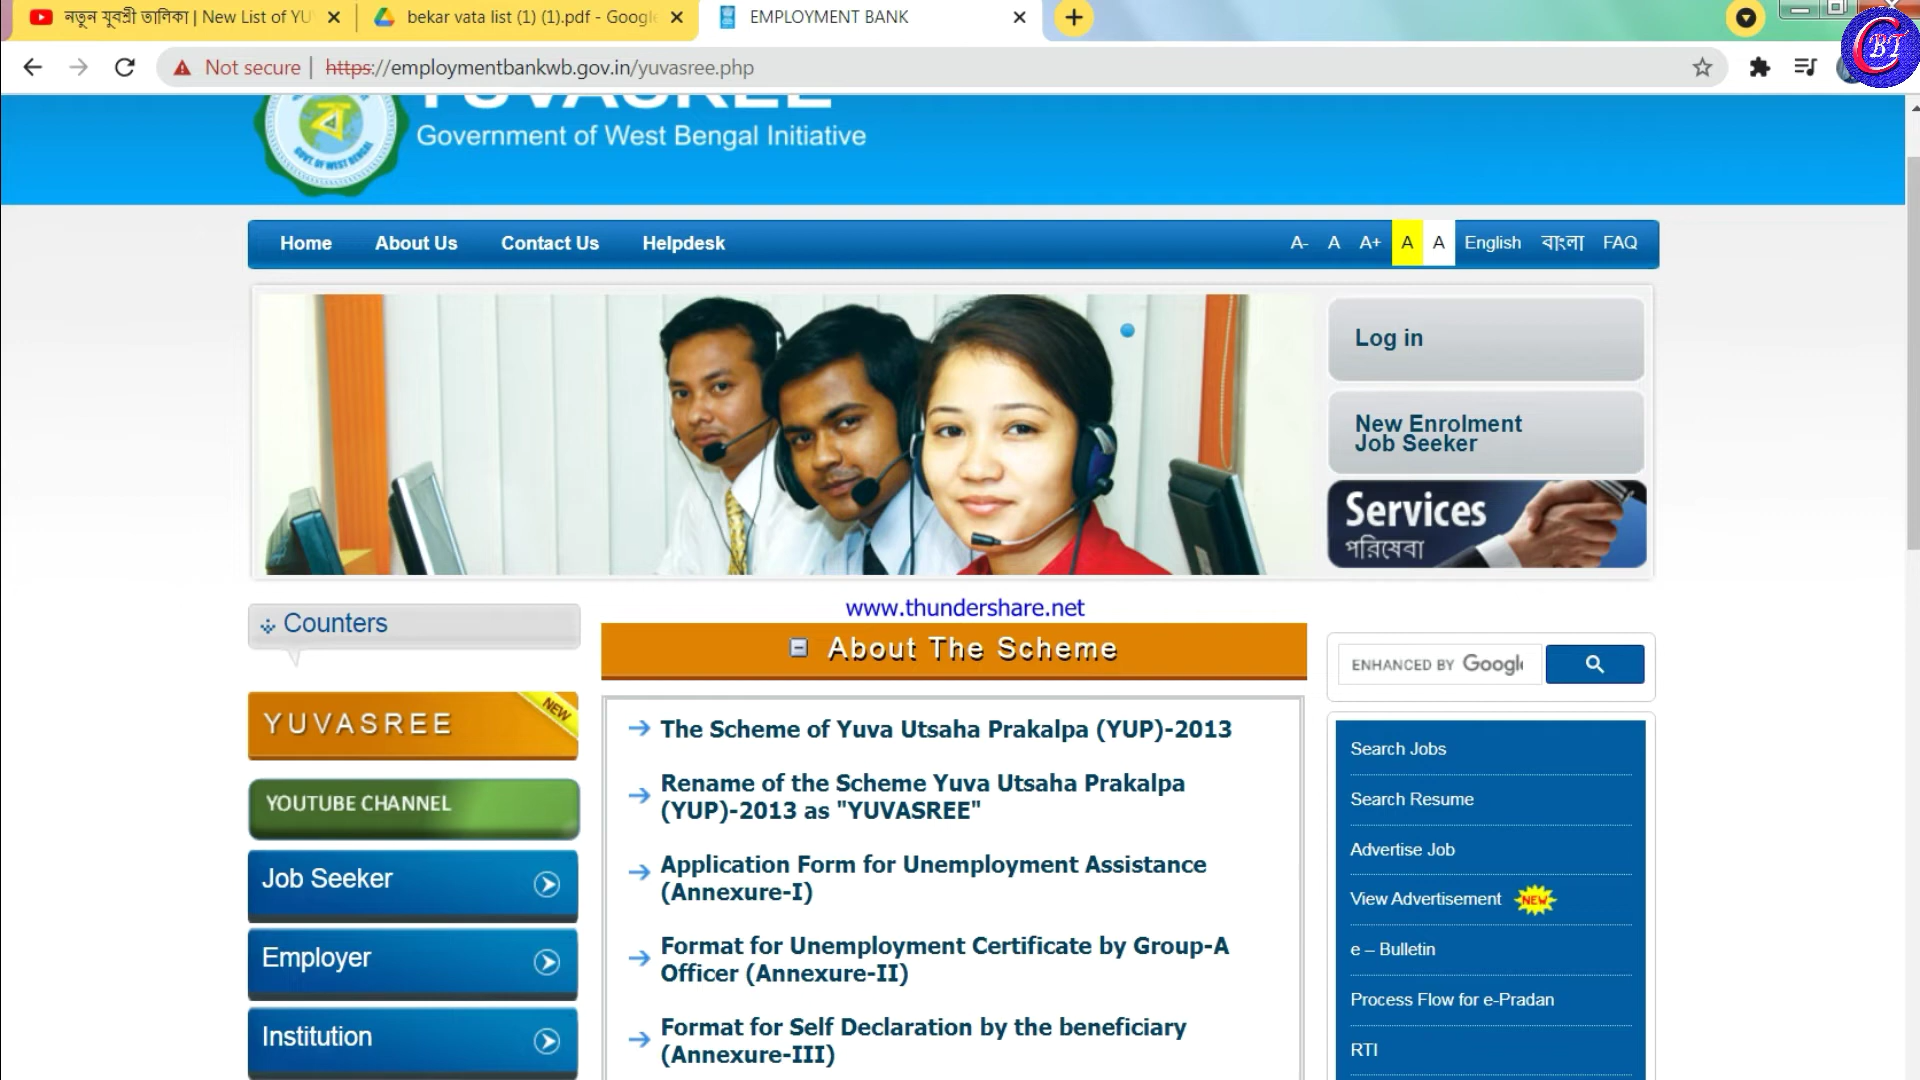 নতুন যুবশ্রী তালিকা | New List of YU
bekar vata list (1) (1).pdf - Google
EMPLOYMENT BANK
Not secure | https://employmentbankwb.gov.in/yuvasree.php
CBT
YUVASREE
Government of West Bengal Initiative
ব
GOVT. OF WEST BENGAL
Home About Us Contact Us Helpdesk A- A A+ A A English বাংলা FAQ
Log in
New Enrolment
Job Seeker
Services
পরিষেবা
www.thundershare.net
Counters
About The Scheme
ENHANCED BY Google
YUVASREE NEW
YOUTUBE CHANNEL
Job Seeker
Employer
Institution
The Scheme of Yuva Utsaha Prakalpa (YUP)-2013
Rename of the Scheme Yuva Utsaha Prakalpa
(YUP)-2013 as "YUVASREE"
Application Form for Unemployment Assistance
(Annexure-I)
Format for Unemployment Certificate by Group-A
Officer (Annexure-II)
Format for Self Declaration by the beneficiary
(Annexure-III)
Search Jobs
Search Resume
Advertise Job
View Advertisement NEW
e – Bulletin
Process Flow for e-Pradan
RTI